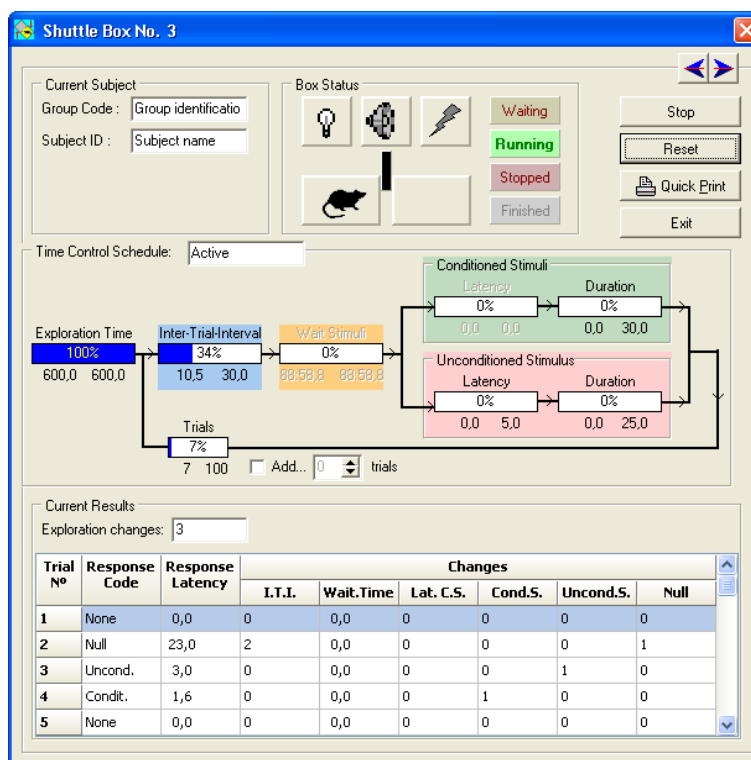 Shuttle Box No. 3
Current Subject
Group Code : Group identificatio
Subject ID : Subject name
Box Status
Waiting
Running
Stopped
Finished
Stop
Reset
Quick Print
Exit
Time Control Schedule: Active
Exploration Time
100%
600,0 600,0
Inter-Trial-Interval
34%
10,5 30,0
Wait Stimuli
0%
88:58,8 88:58,8
Conditioned Stimuli
Latency Duration
0% 0%
0,0 0,0 0,0 30,0
Unconditioned Stimulus
Latency Duration
0% 0%
0,0 5,0 0,0 25,0
Trials
7%
7 100
Add... 0 trials
Current Results
Exploration changes: 3
Trial Nº Response Code Response Latency Changes
I.T.I. Wait.Time Lat. C.S. Cond.S. Uncond.S. Null
1 None 0,0 0 0,0 0 0 0 0
2 Null 23,0 2 0,0 0 0 0 1
3 Uncond. 3,0 0 0,0 0 0 1 0
4 Condit. 1,6 0 0,0 0 1 0 0
5 None 0,0 0 0,0 0 0 0 0